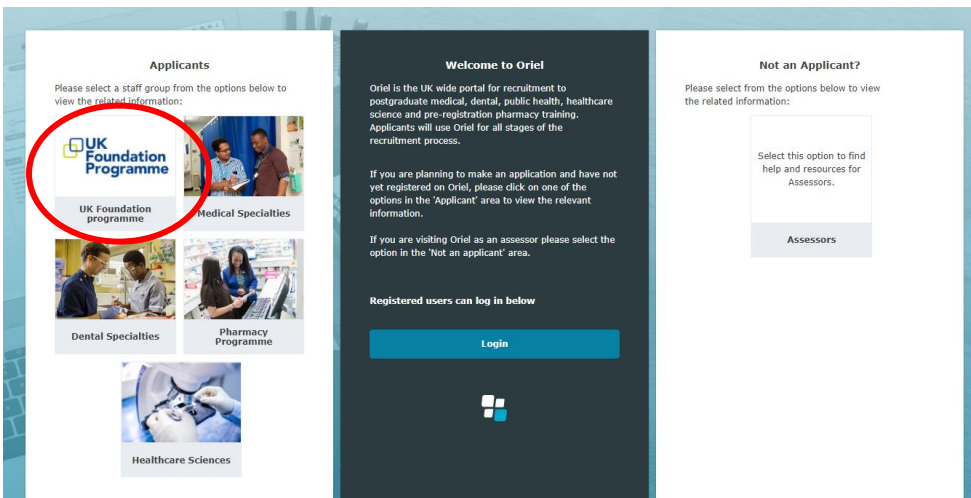 Applicants
Please select a staff group from the options below to
view the related information:
UK
Foundation
Programme
UK Foundation
programme
Medical Specialties
Dental Specialties
Pharmacy
Programme
Healthcare Sciences
Welcome to Oriel
Oriel is the UK wide portal for recruitment to
postgraduate medical, dental, public health, healthcare
science and pre-registration pharmacy training.
Applicants will use Oriel for all stages of the
recruitment process.
If you are planning to make an application and have not
yet registered on Oriel, please click on one of the
options in the 'Applicant' area to view the relevant
information.
If you are visiting Oriel as an assessor please select the
option in the 'Not an applicant' area.
Registered users can log in below
Login
Not an Applicant?
Please select from the options below to view
the related information:
Select this option to find
help and resources for
Assessors.
Assessors